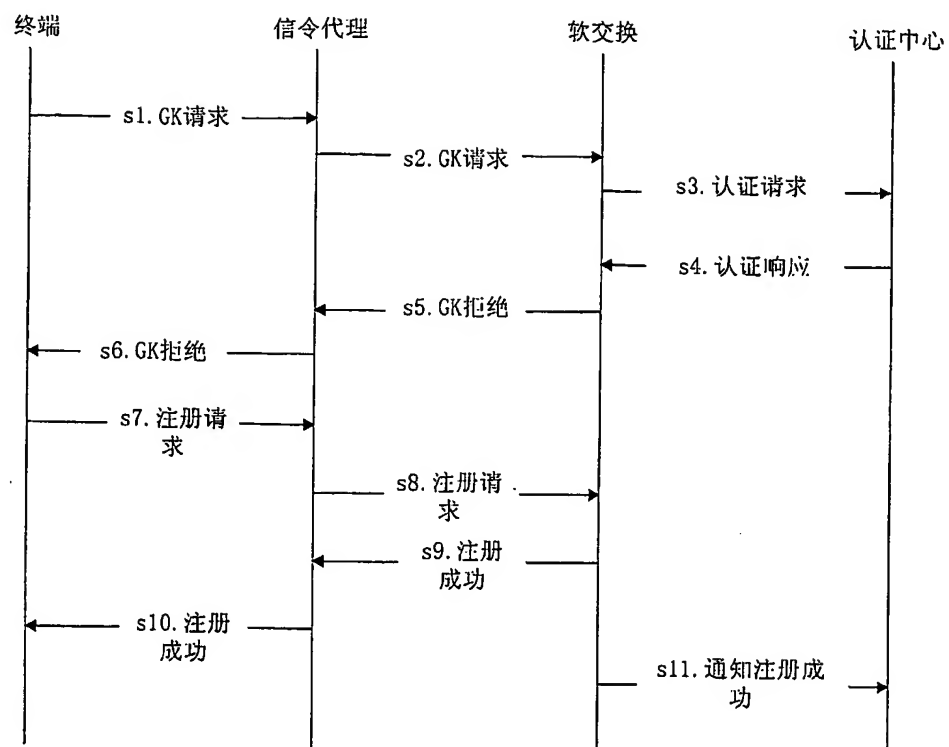 终端
信令代理
软交换
认证中心
s1.GK请求
s2.GK请求
s3.认证请求
s4.认证响应
s5.GK拒绝
s6.GK拒绝
s7.注册请
求
s8.注册请
求
s9.注册
成功
s10.注册
成功
s11.通知注册成
功